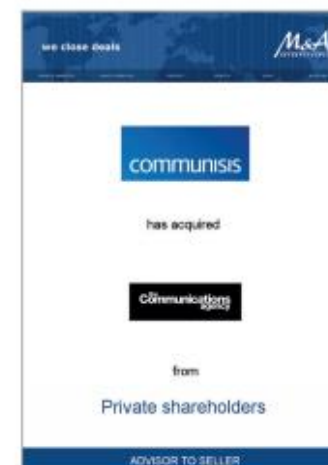 we close deals
M&A
communisis
has acquired
the
Communications
agency
from
Private shareholders
ADVISOR TO SELLER